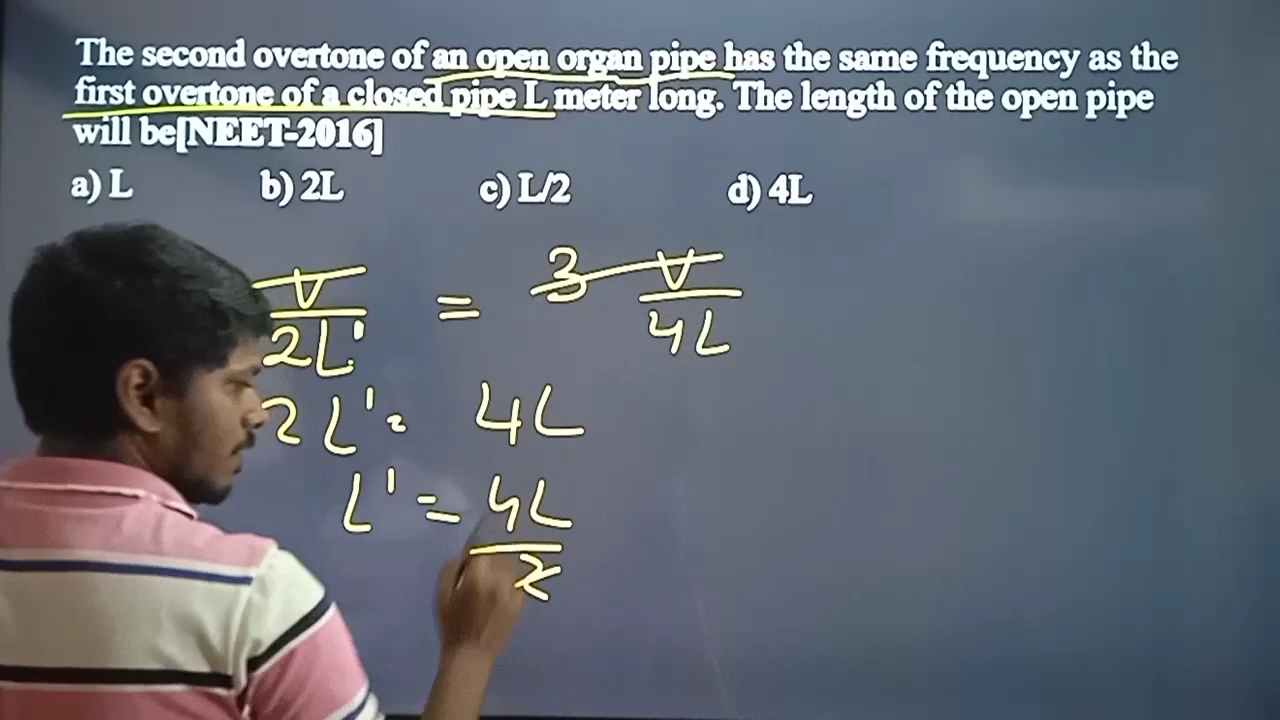 The second overtone of an open organ pipe has the same frequency as the
first overtone of a closed pipe L meter long. The length of the open pipe
will be[NEET-2016]
a) L b) 2L c) L/2 d) 4L
V/2L' = 3 V/4L
2L' = 4L
L' = 4L/2